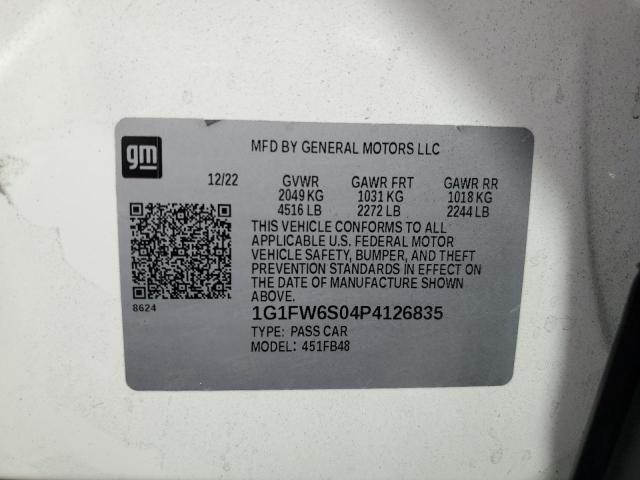 gm
MFD BY GENERAL MOTORS LLC
12/22 GVWR GAWR FRT GAWR RR
2049 KG 1031 KG 1018 KG
4516 LB 2272 LB 2244 LB
THIS VEHICLE CONFORMS TO ALL
APPLICABLE U.S. FEDERAL MOTOR
VEHICLE SAFETY, BUMPER, AND THEFT
PREVENTION STANDARDS IN EFFECT ON
THE DATE OF MANUFACTURE SHOWN
ABOVE.
8624
1G1FW6S04P4126835
TYPE: PASS CAR
MODEL: 451FB48